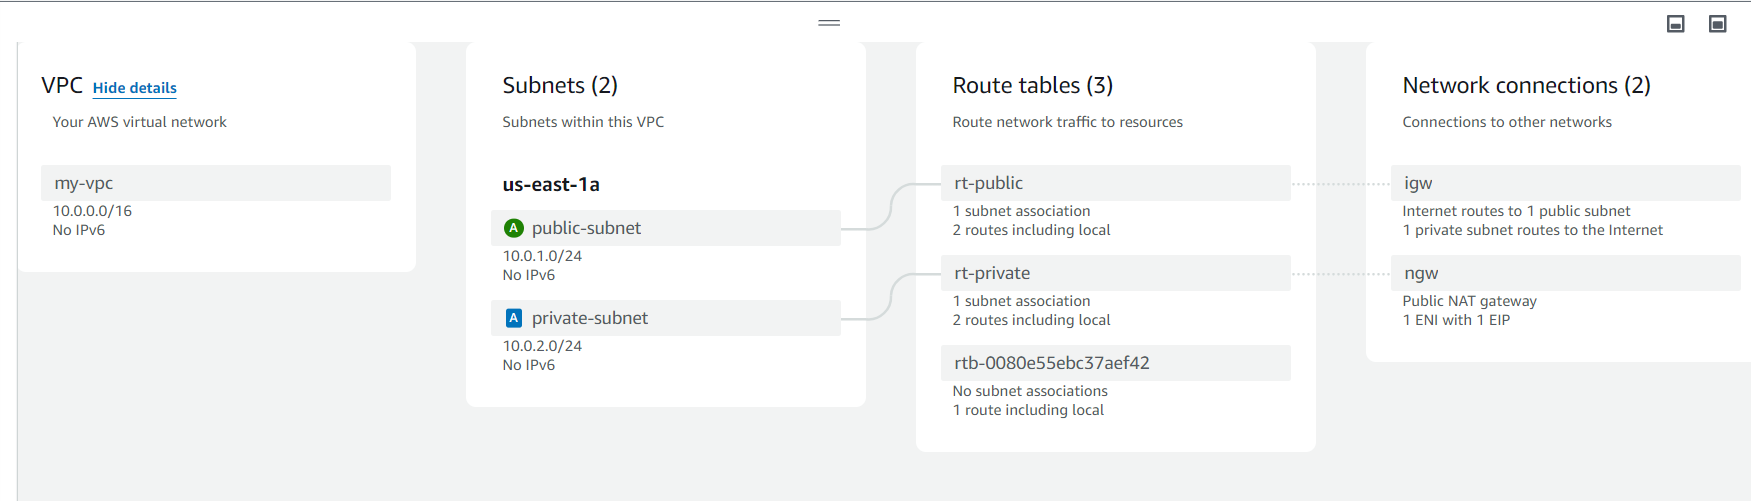 VPC Hide details
Your AWS virtual network
my-vpc
10.0.0.0/16
No IPv6
Subnets (2)
Subnets within this VPC
us-east-1a
A public-subnet
10.0.1.0/24
No IPv6
A private-subnet
10.0.2.0/24
No IPv6
Route tables (3)
Route network traffic to resources
rt-public
1 subnet association
2 routes including local
rt-private
1 subnet association
2 routes including local
rtb-0080e55ebc37aef42
No subnet associations
1 route including local
Network connections (2)
Connections to other networks
igw
Internet routes to 1 public subnet
1 private subnet routes to the Internet
ngw
Public NAT gateway
1 ENI with 1 EIP